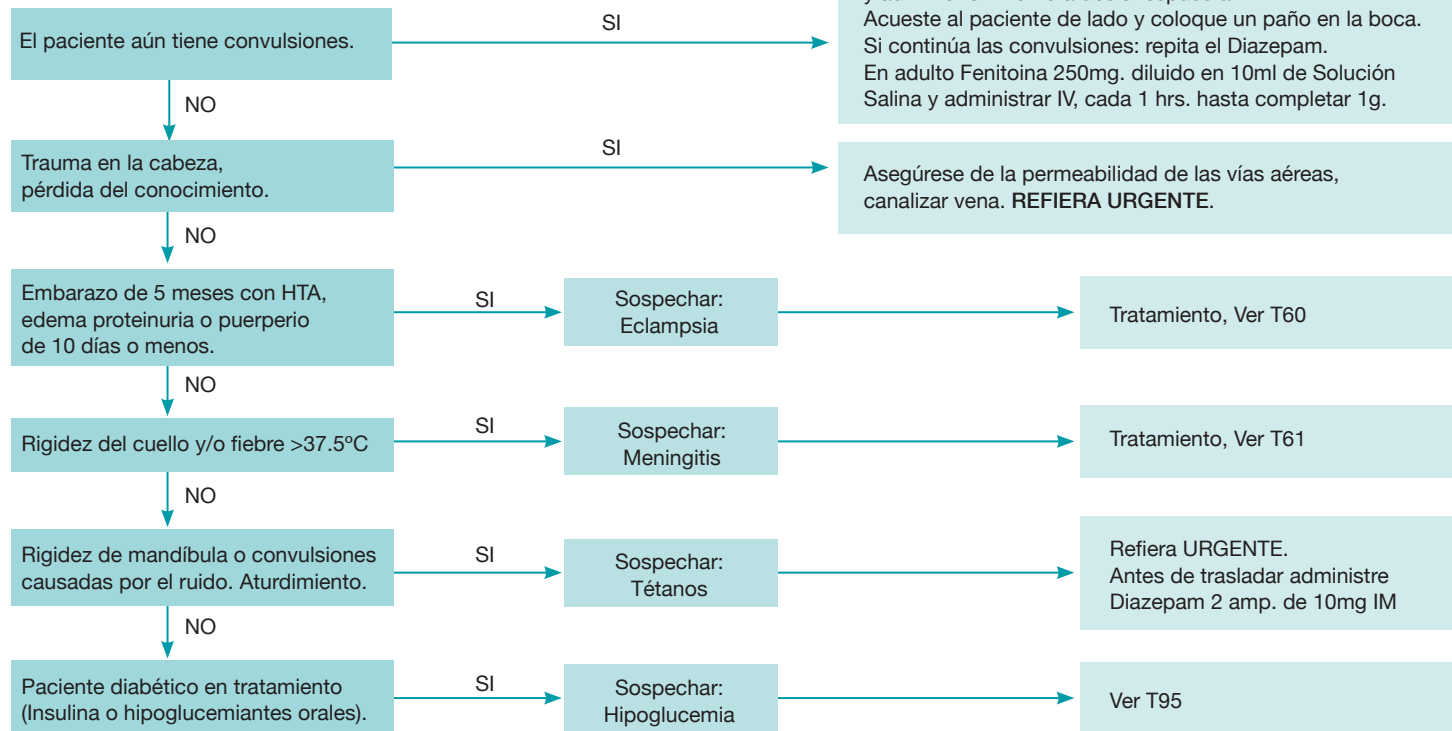 Acueste al paciente de lado y coloque un paño en la boca.
El paciente aún tiene convulsiones.
SI
Si continúa las convulsiones: repita el Diazepam.
En adulto Fenitoina 250mg. diluido en 10ml de Solución
Salina y administrar IV, cada 1 hrs. hasta completar 1g.
NO
Trauma en la cabeza,
pérdida del conocimiento.
SI
Asegúrese de la permeabilidad de las vías aéreas,
canalizar vena. REFIERA URGENTE.
NO
Embarazo de 5 meses con HTA,
edema proteinuria o puerperio
de 10 días o menos.
SI
Sospechar:
Eclampsia
Tratamiento, Ver T60
NO
Rigidez del cuello y/o fiebre >37.5ºC
SI
Sospechar:
Meningitis
Tratamiento, Ver T61
NO
Rigidez de mandíbula o convulsiones
causadas por el ruido. Aturdimiento.
SI
Sospechar:
Tétanos
Refiera URGENTE.
Antes de trasladar administre
Diazepam 2 amp. de 10mg IM
NO
Paciente diabético en tratamiento
(Insulina o hipoglucemiantes orales).
SI
Sospechar:
Hipoglucemia
Ver T95